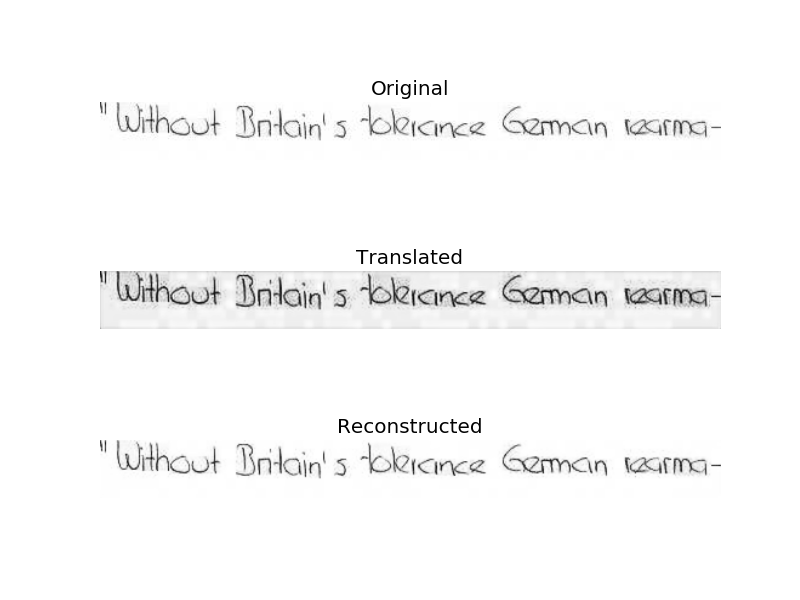 Original
"Without Britain's tolerance German rearma-
Translated
"Without Britain's tolerance German rearma-
Reconstructed
"Without Britain's tolerance German rearma-